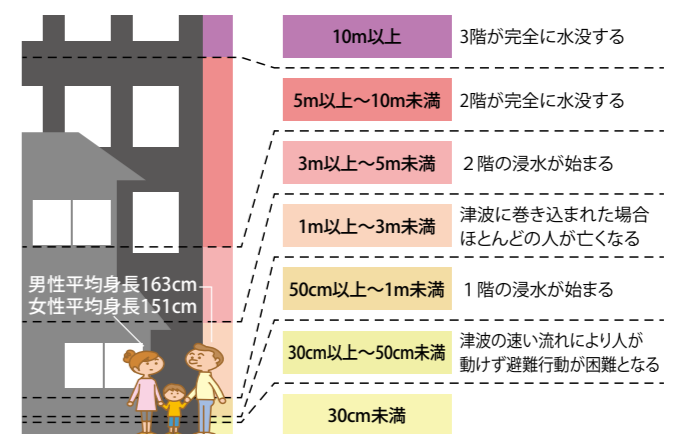 10m以上 3階が完全に水没する
5m以上〜10m未満 2階が完全に水没する
3m以上〜5m未満 ２階の浸水が始まる
1m以上〜3m未満 津波に巻き込まれた場合
ほとんどの人が亡くなる
50cm以上〜1m未満 １階の浸水が始まる
30cm以上〜50cm未満 津波の速い流れにより人が
動けず避難行動が困難となる
30cm未満
男性平均身長163cm
女性平均身長151cm